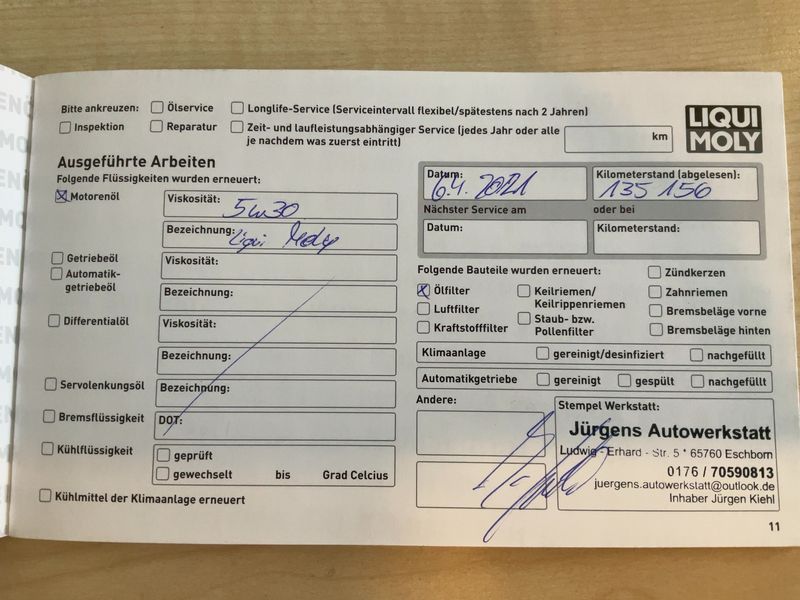 Bitte ankreuzen: Ölservice Longlife-Service (Serviceintervall flexibel/spätestens nach 2 Jahren)
Inspektion Reparatur Zeit- und laufleistungsabhängiger Service (jedes Jahr oder alle
je nachdem was zuerst eintritt) km
LIQUI
MOLY
Ausgeführte Arbeiten
Folgende Flüssigkeiten wurden erneuert:
Motorenöl Viskosität: 5w30
Bezeichnung: Liqui Moly
Getriebeöl Viskosität:
Automatik-
getriebeöl
Bezeichnung:
Differentialöl Viskosität:
Bezeichnung:
Servolenkungsöl Bezeichnung:
Bremsflüssigkeit DOT:
Kühlflüssigkeit geprüft
gewechselt bis Grad Celcius
Kühlmittel der Klimaanlage erneuert
Datum: 6.4. 2021 Kilometerstand (abgelesen): 135 150
Nächster Service am oder bei
Datum: Kilometerstand:
Folgende Bauteile wurden erneuert: Zündkerzen
Ölfilter Keilriemen/
Keilrippenriemen Zahnriemen
Luftfilter Staub- bzw.
Pollenfilter Bremsbeläge vorne
Kraftstofffilter Bremsbeläge hinten
Klimaanlage gereinigt/desinfiziert nachgefüllt
Automatikgetriebe gereinigt gespült nachgefüllt
Andere: Stempel Werkstatt:
Jürgens Autowerkstatt
Ludwig - Erhard - Str. 5 * 65760 Eschborn
0176 / 70590813
juergens.autowerkstatt@outlook.de
Inhaber Jürgen Kiehl
11